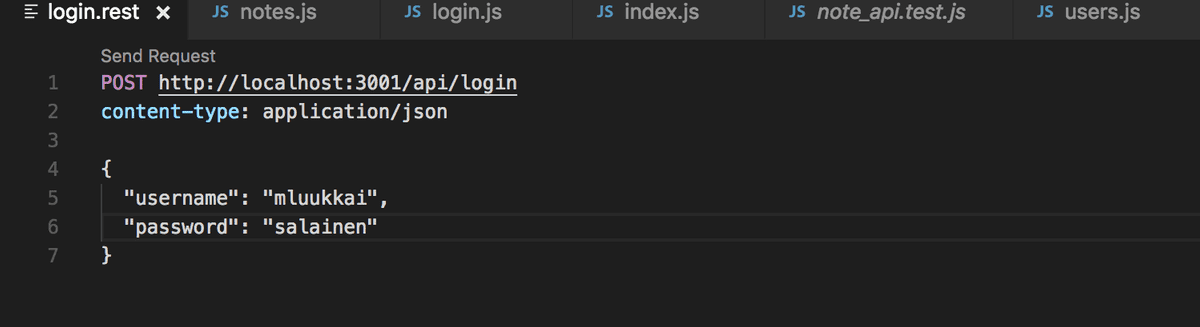 login.rest × JS notes.js JS login.js JS index.js JS note_api.test.js JS users.js
Send Request
1 POST http://localhost:3001/api/login
2 content-type: application/json
3
4 {
5 "username": "mluukkai",
6 "password": "salainen"
7 }